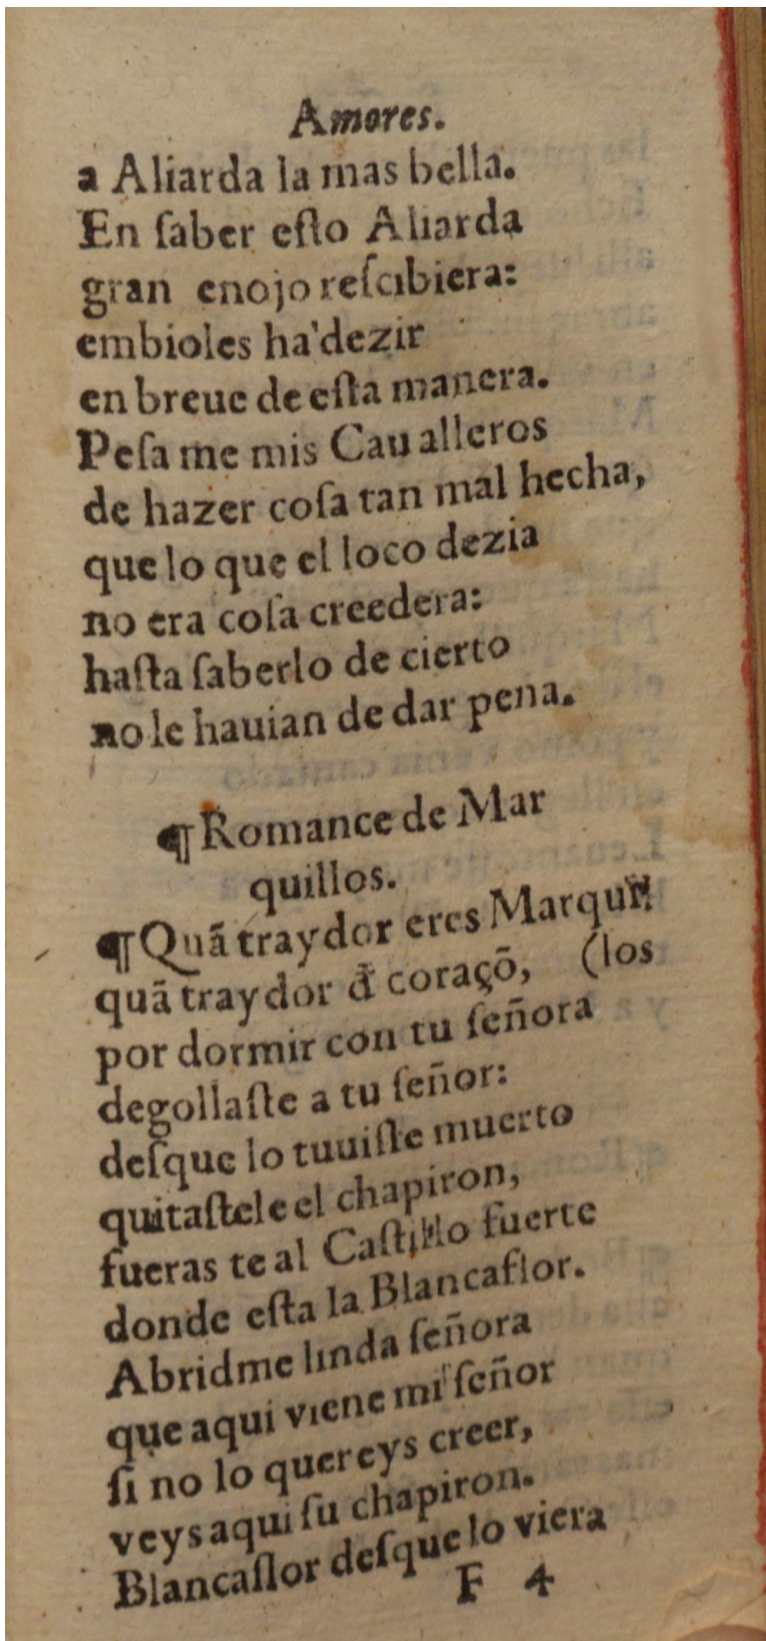 Amores.
a Aliarda la mas bella.
En ſaber eſto Aliarda
gran enojo reſcibiera:
embioles ha dezir
en breue de eſta manera.
Peſa me mis Caualleros
de hazer coſa tan mal hecha,
que lo que el loco dezia
no era coſa creedera:
haſta ſaberlo de cierto
no le hauian de dar pena.
¶ Romance de Mar
quillos.
¶ Quã traydor eres Marqui
quã traydor đ coraçõ, (los
por dormir con tu ſeñora
degollaſte a tu ſeñor:
deſque lo tuuiſte muerto
quitaſtele el chapiron,
fueras te al Caſtillo fuerte
donde eſta la Blancaflor.
Abridme linda ſeñora
que aqui viene mi ſeñor
ſi no lo quereys creer,
veys aqui ſu chapiron.
Blancaflor deſque lo viera
F 4